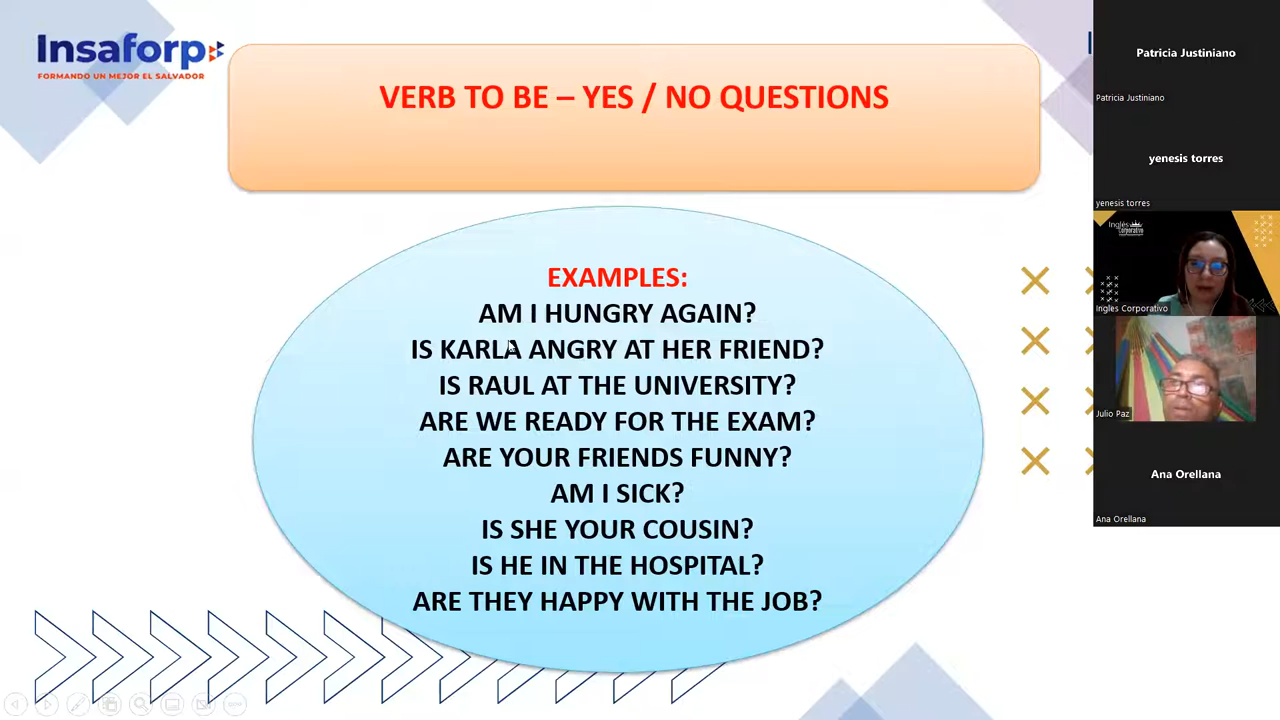 Insaforp
FORMANDO UN MEJOR EL SALVADOR
VERB TO BE – YES / NO QUESTIONS
EXAMPLES:
AM I HUNGRY AGAIN?
IS KARLA ANGRY AT HER FRIEND?
IS RAUL AT THE UNIVERSITY?
ARE WE READY FOR THE EXAM?
ARE YOUR FRIENDS FUNNY?
AM I SICK?
IS SHE YOUR COUSIN?
IS HE IN THE HOSPITAL?
ARE THEY HAPPY WITH THE JOB?
Patricia Justiniano
Patricia Justiniano
yenesis torres
yenesis torres
Inglés
Corporativo
Ingles Corporativo
Julio Paz
Ana Orellana
Ana Orellana